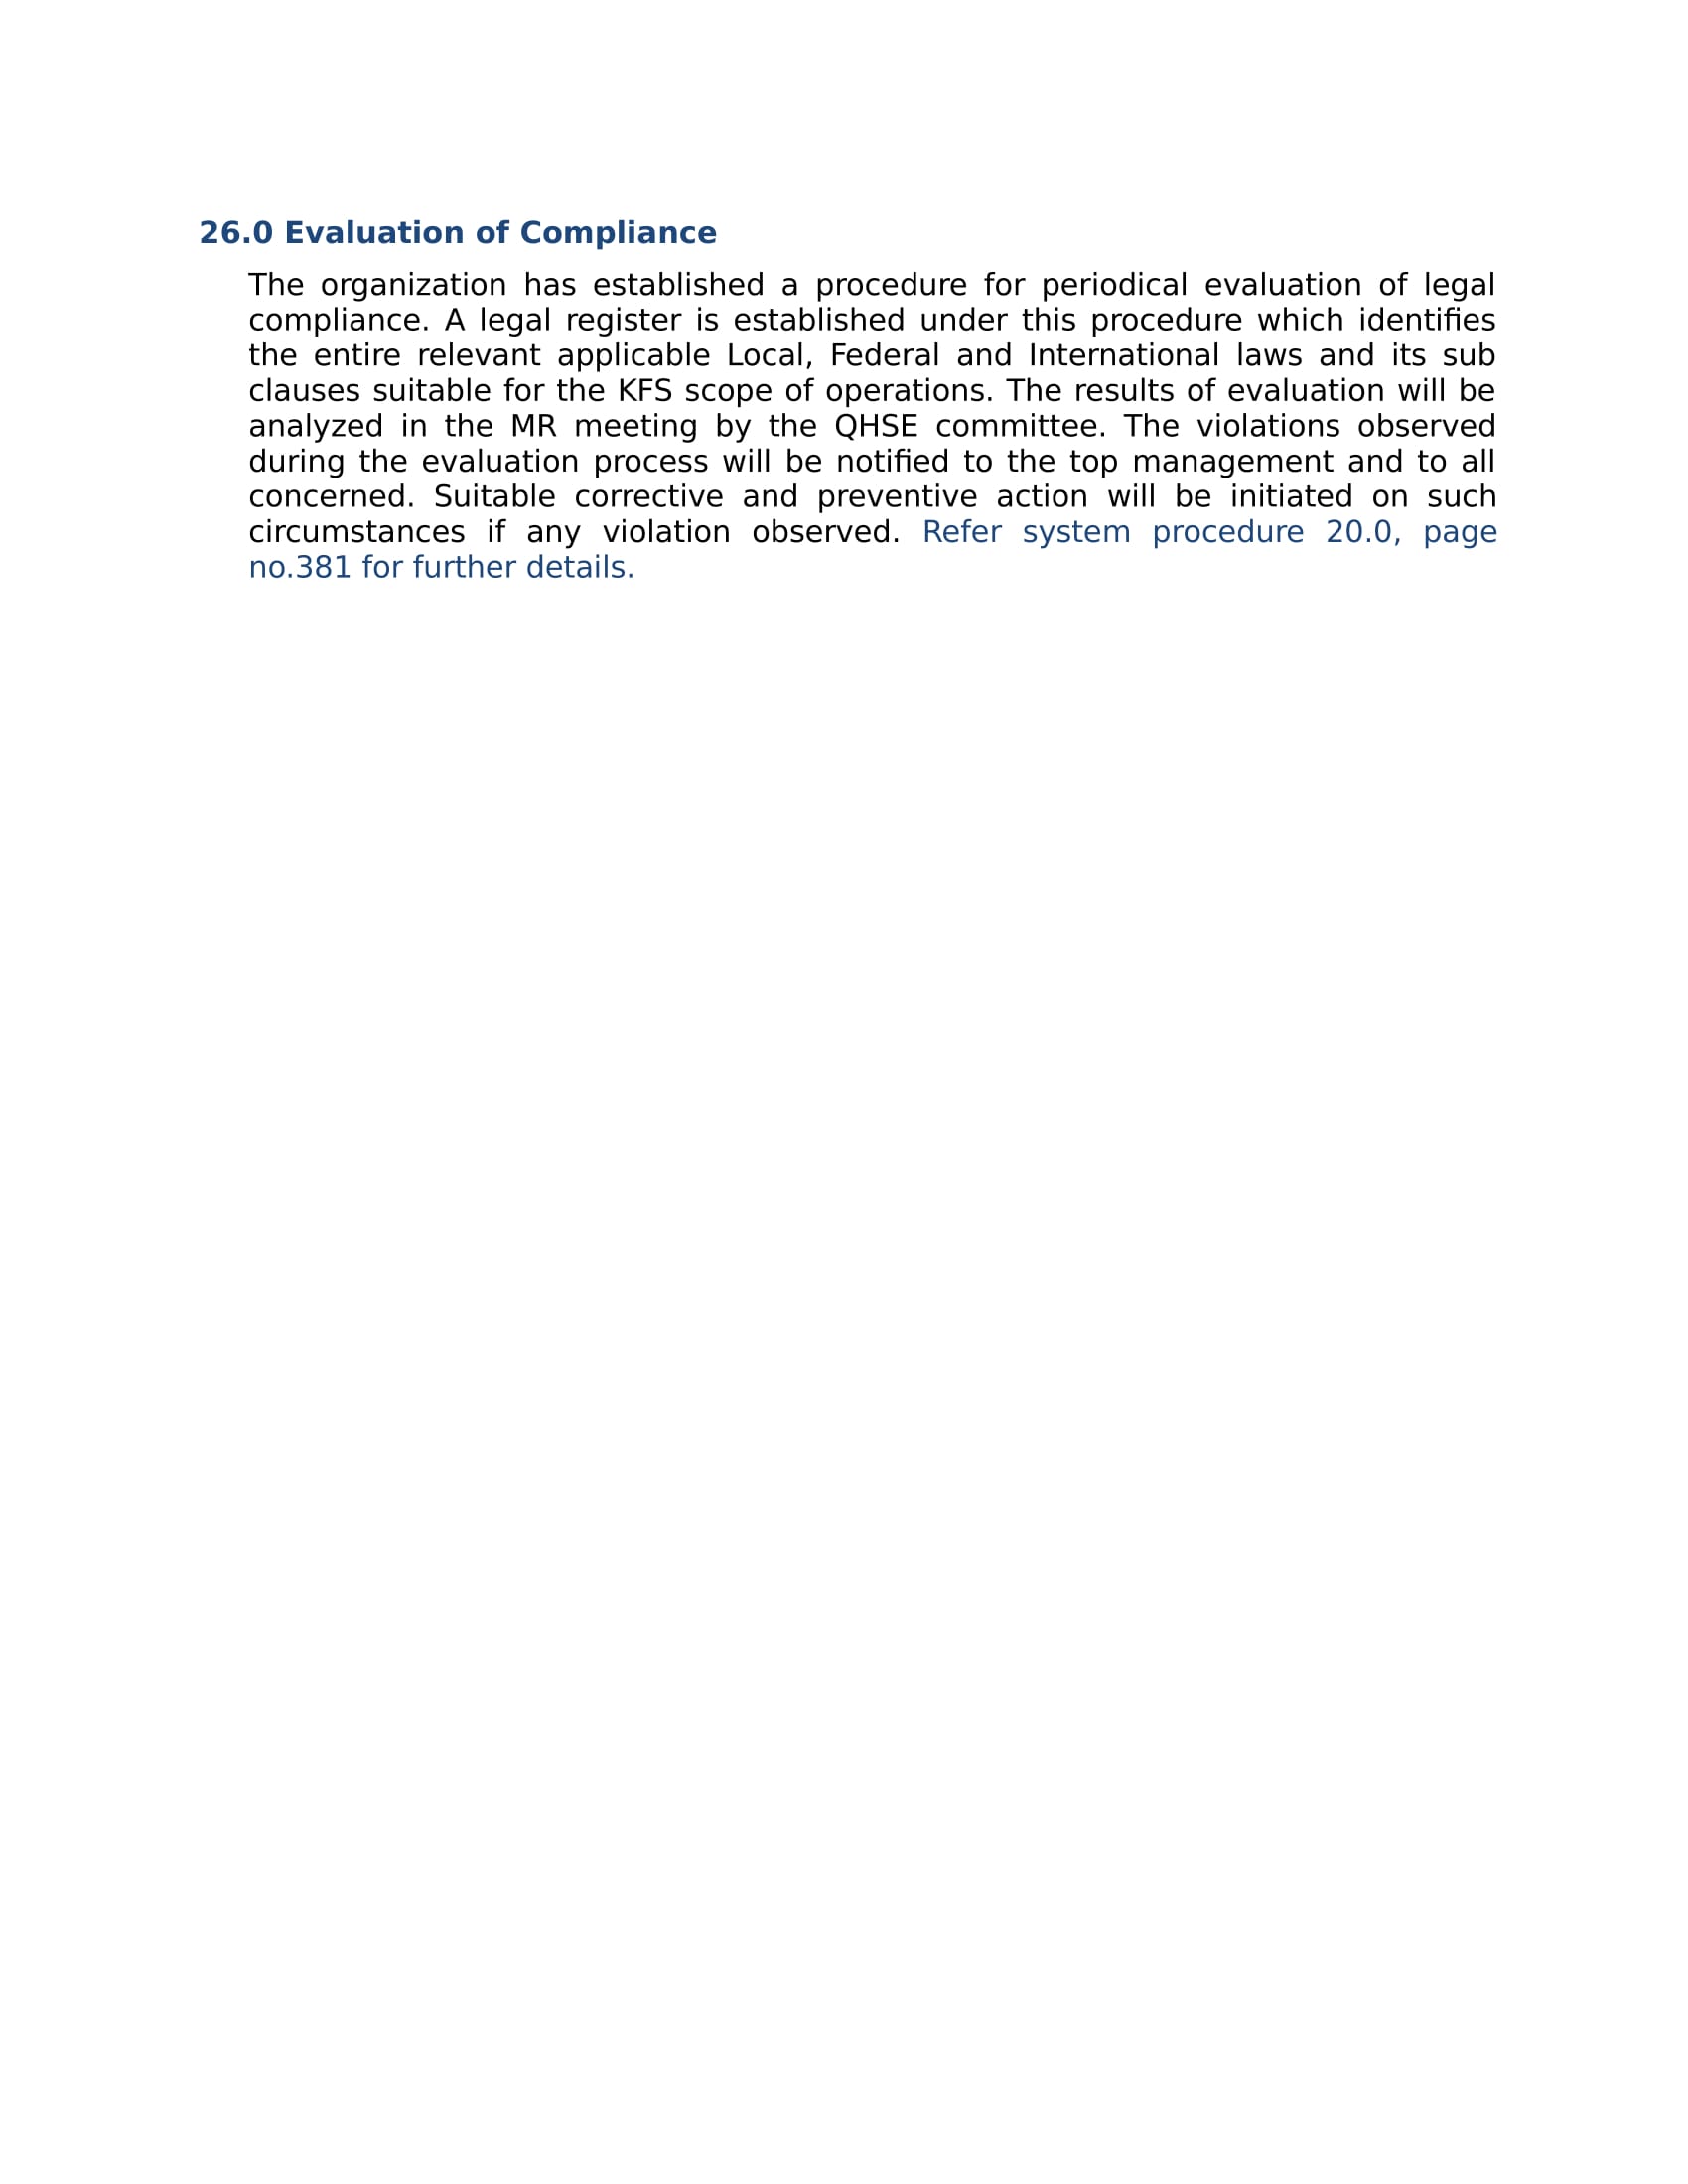 26.0 Evaluation of Compliance
The organization has established a procedure for periodical evaluation of legal
compliance. A legal register is established under this procedure which identifies
the entire relevant applicable Local, Federal and International laws and its sub
clauses suitable for the KFS scope of operations. The results of evaluation will be
analyzed in the MR meeting by the QHSE committee. The violations observed
during the evaluation process will be notified to the top management and to all
concerned. Suitable corrective and preventive action will be initiated on such
circumstances if any violation observed. Refer system procedure 20.0, page
no.381 for further details.